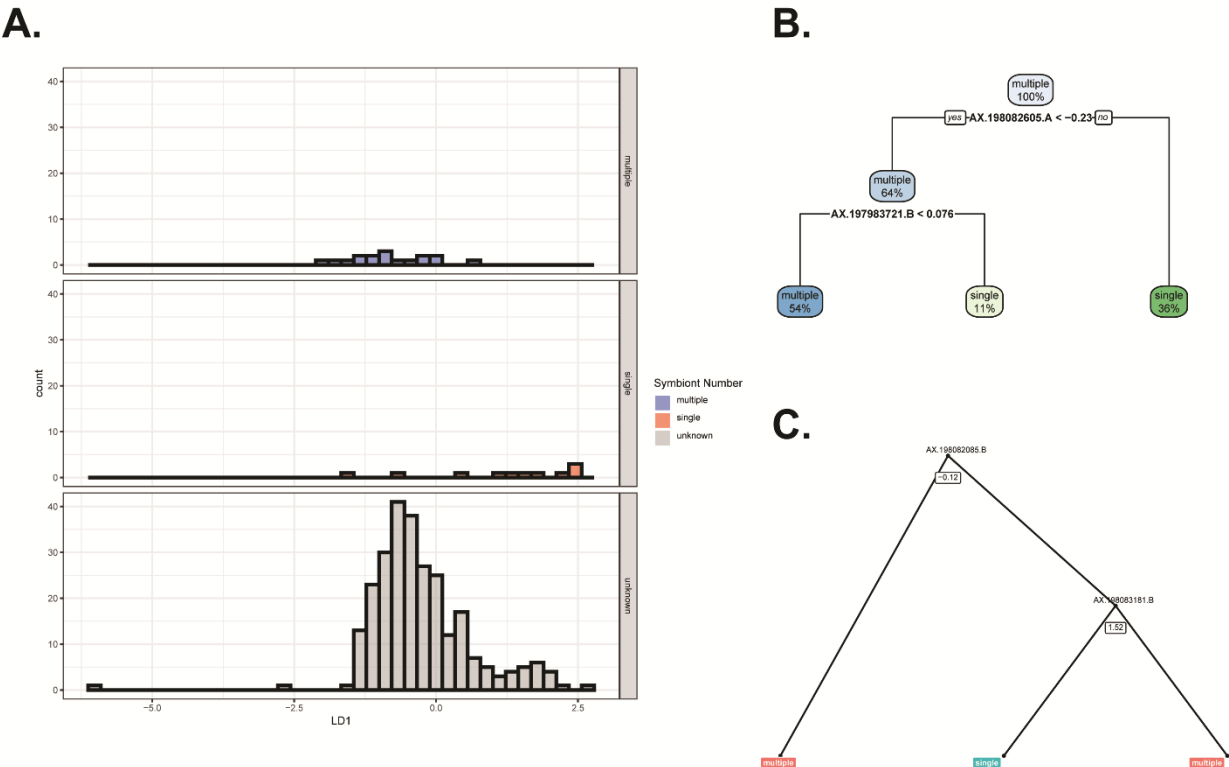 A.
40
30
20
10
0
multiple
40
30
20
10
0
single
40
30
20
10
0
unknown
count
−5.0
−2.5
0.0
2.5
LD1
Symbiont Number
multiple
single
unknown
B.
multiple
100%
yes AX.198082605.A < −0.23 no
multiple
64%
AX.197983721.B < 0.076
multiple
54%
single
11%
single
36%
C.
AX.198082085.B
−0.12
AX.198083181.B
1.52
multiple
single
multiple